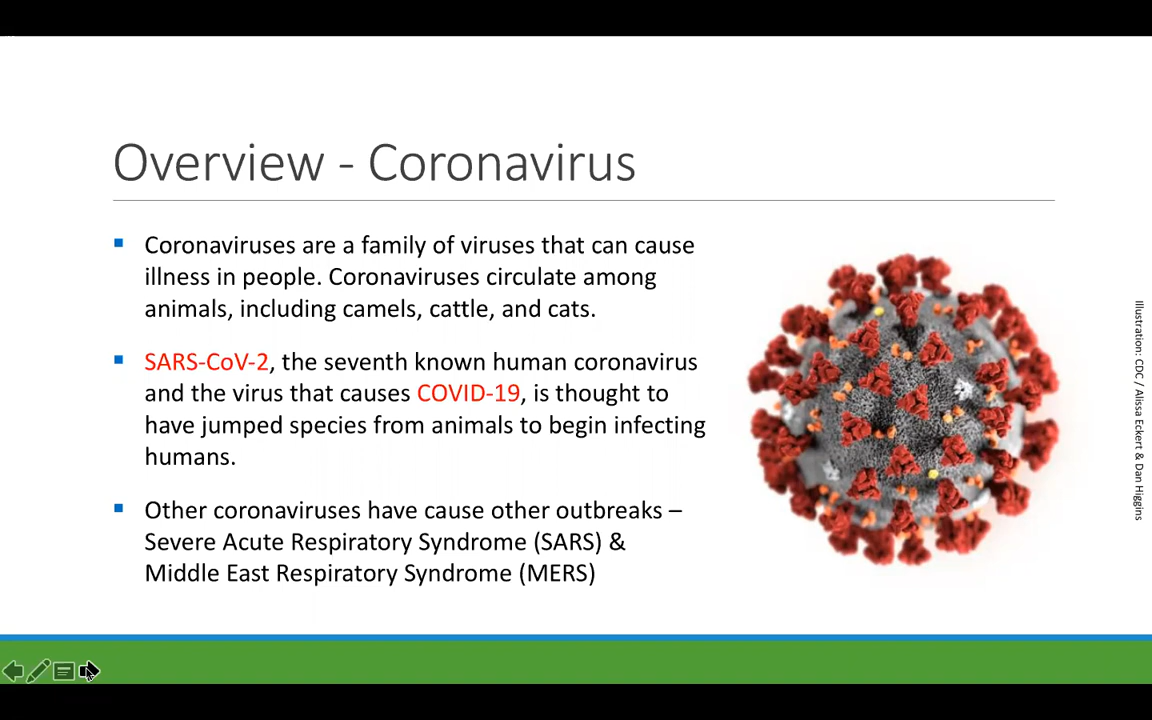 Overview - Coronavirus
Coronaviruses are a family of viruses that can cause
illness in people. Coronaviruses circulate among
animals, including camels, cattle, and cats.
SARS-CoV-2, the seventh known human coronavirus
and the virus that causes COVID-19, is thought to
have jumped species from animals to begin infecting
humans.
Other coronaviruses have cause other outbreaks –
Severe Acute Respiratory Syndrome (SARS) &
Middle East Respiratory Syndrome (MERS)
Illustration: CDC / Alissa Eckert & Dan Higgins